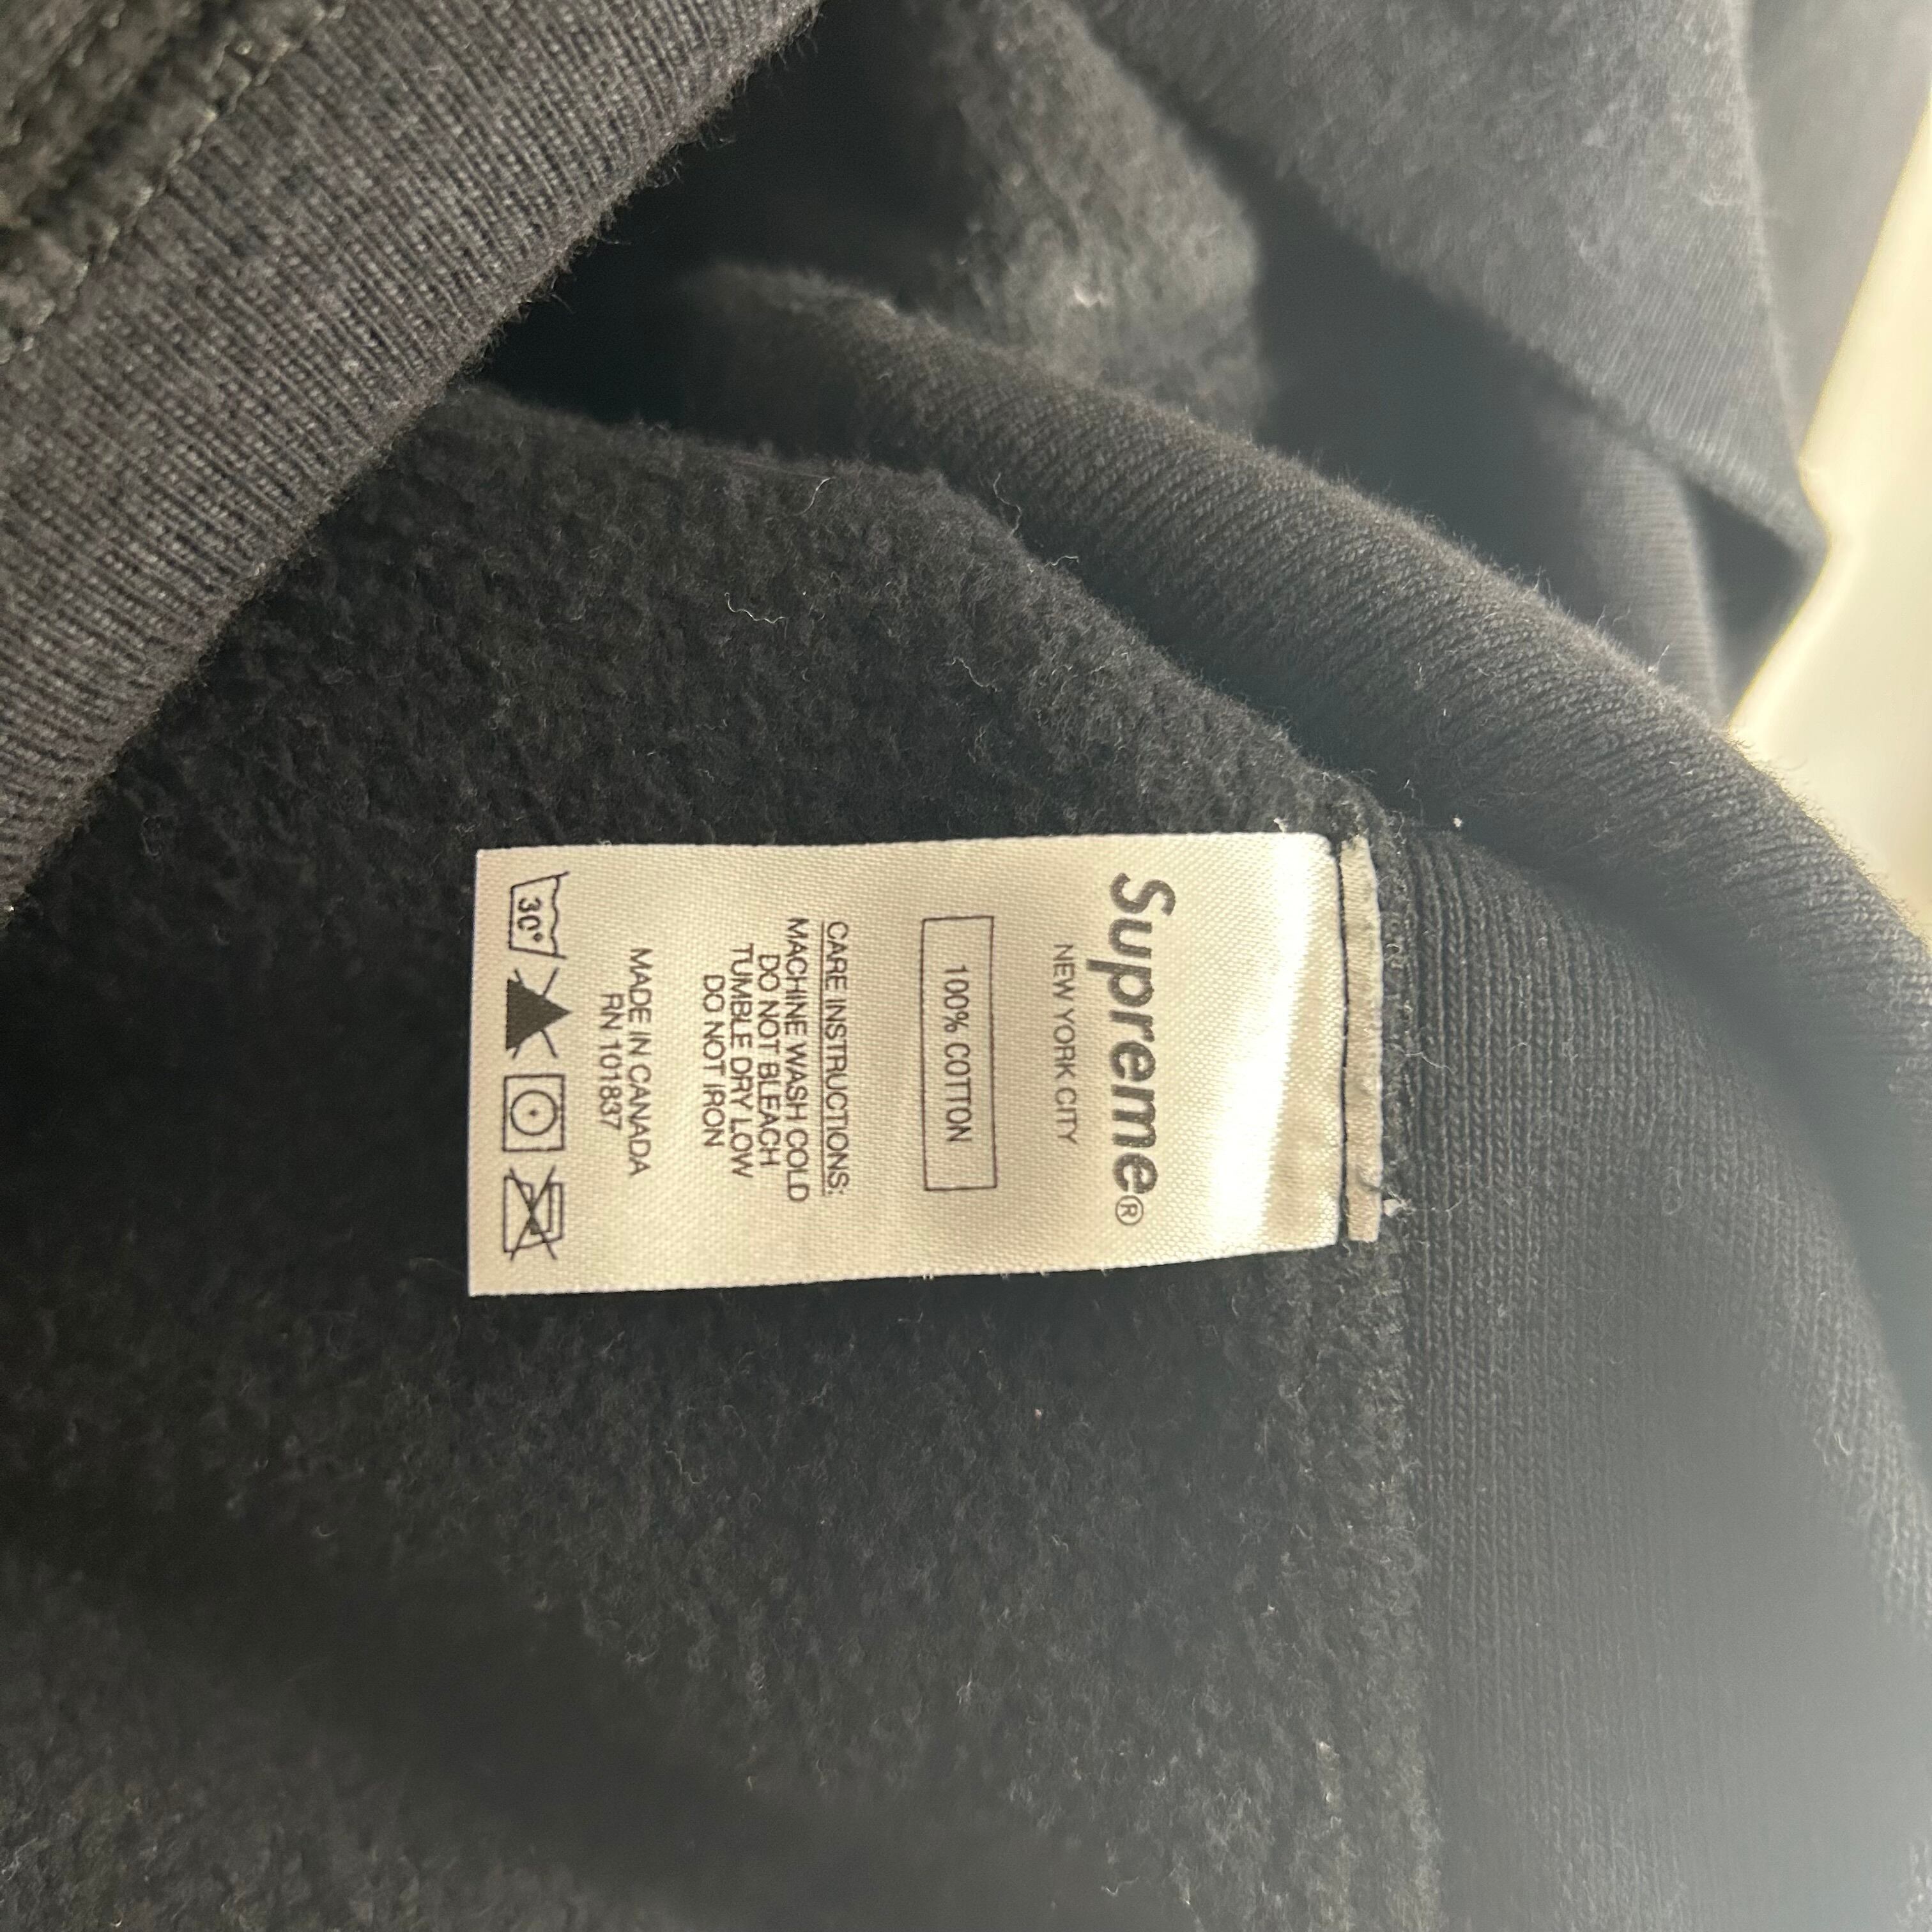 Supreme®
NEW YORK CITY
100% COTTON
CARE INSTRUCTIONS:
MACHINE WASH COLD
DO NOT BLEACH
TUMBLE DRY LOW
DO NOT IRON
MADE IN CANADA
RN 101837
30°